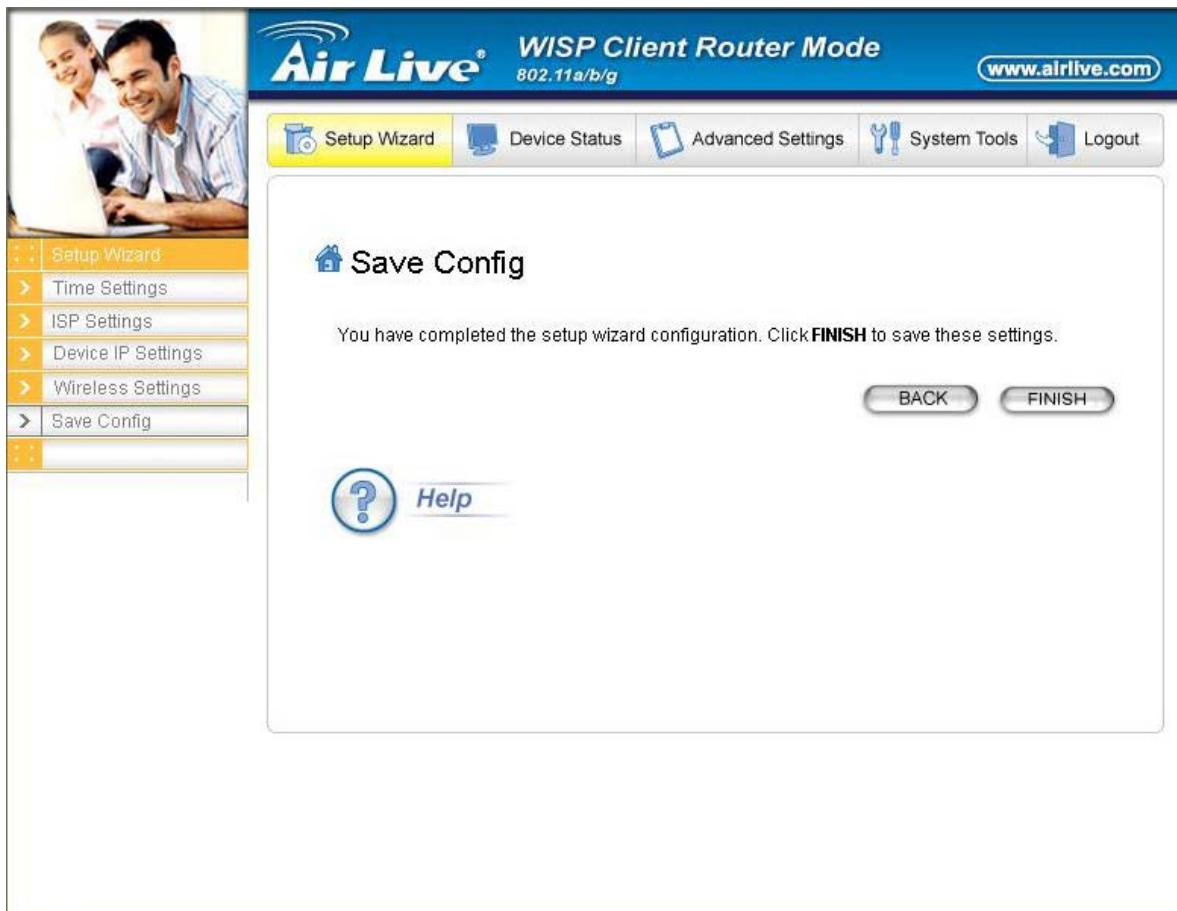 Air Live®
WISP Client Router Mode
802.11a/b/g
www.airlive.com
Setup Wizard
Device Status
Advanced Settings
System Tools
Logout
Setup Wizard
Time Settings
ISP Settings
Device IP Settings
Wireless Settings
Save Config
Save Config
You have completed the setup wizard configuration. Click FINISH to save these settings.
BACK
FINISH
?
Help